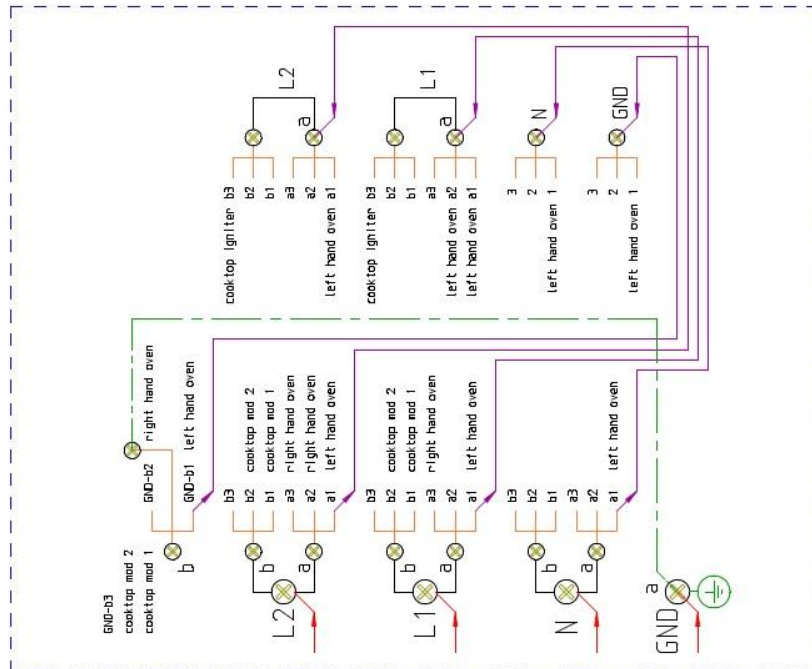 GND-b3
cooktop mod 2
cooktop mod 1
b
GND-b2 right hand oven
GND-b1 left hand oven
L2
b
a
b3
b2 cooktop mod 2
b1 cooktop mod 1
a3 right hand oven
a2 right hand oven
a1 left hand oven
L1
b
a
b3
b2 cooktop mod 2
b1 cooktop mod 1
a3 right hand oven
a2
a1 left hand oven
N
b
a
b3
b2
b1
a3
a2
a1 left hand oven
GND
a
cooktop igniter b3
b2
b1
a3
a2
left hand oven a1
a
L2
cooktop igniter b3
b2
b1
a3
left hand oven a2
left hand oven a1
a
L1
3
2
left hand oven 1
N
3
2
left hand oven 1
GND